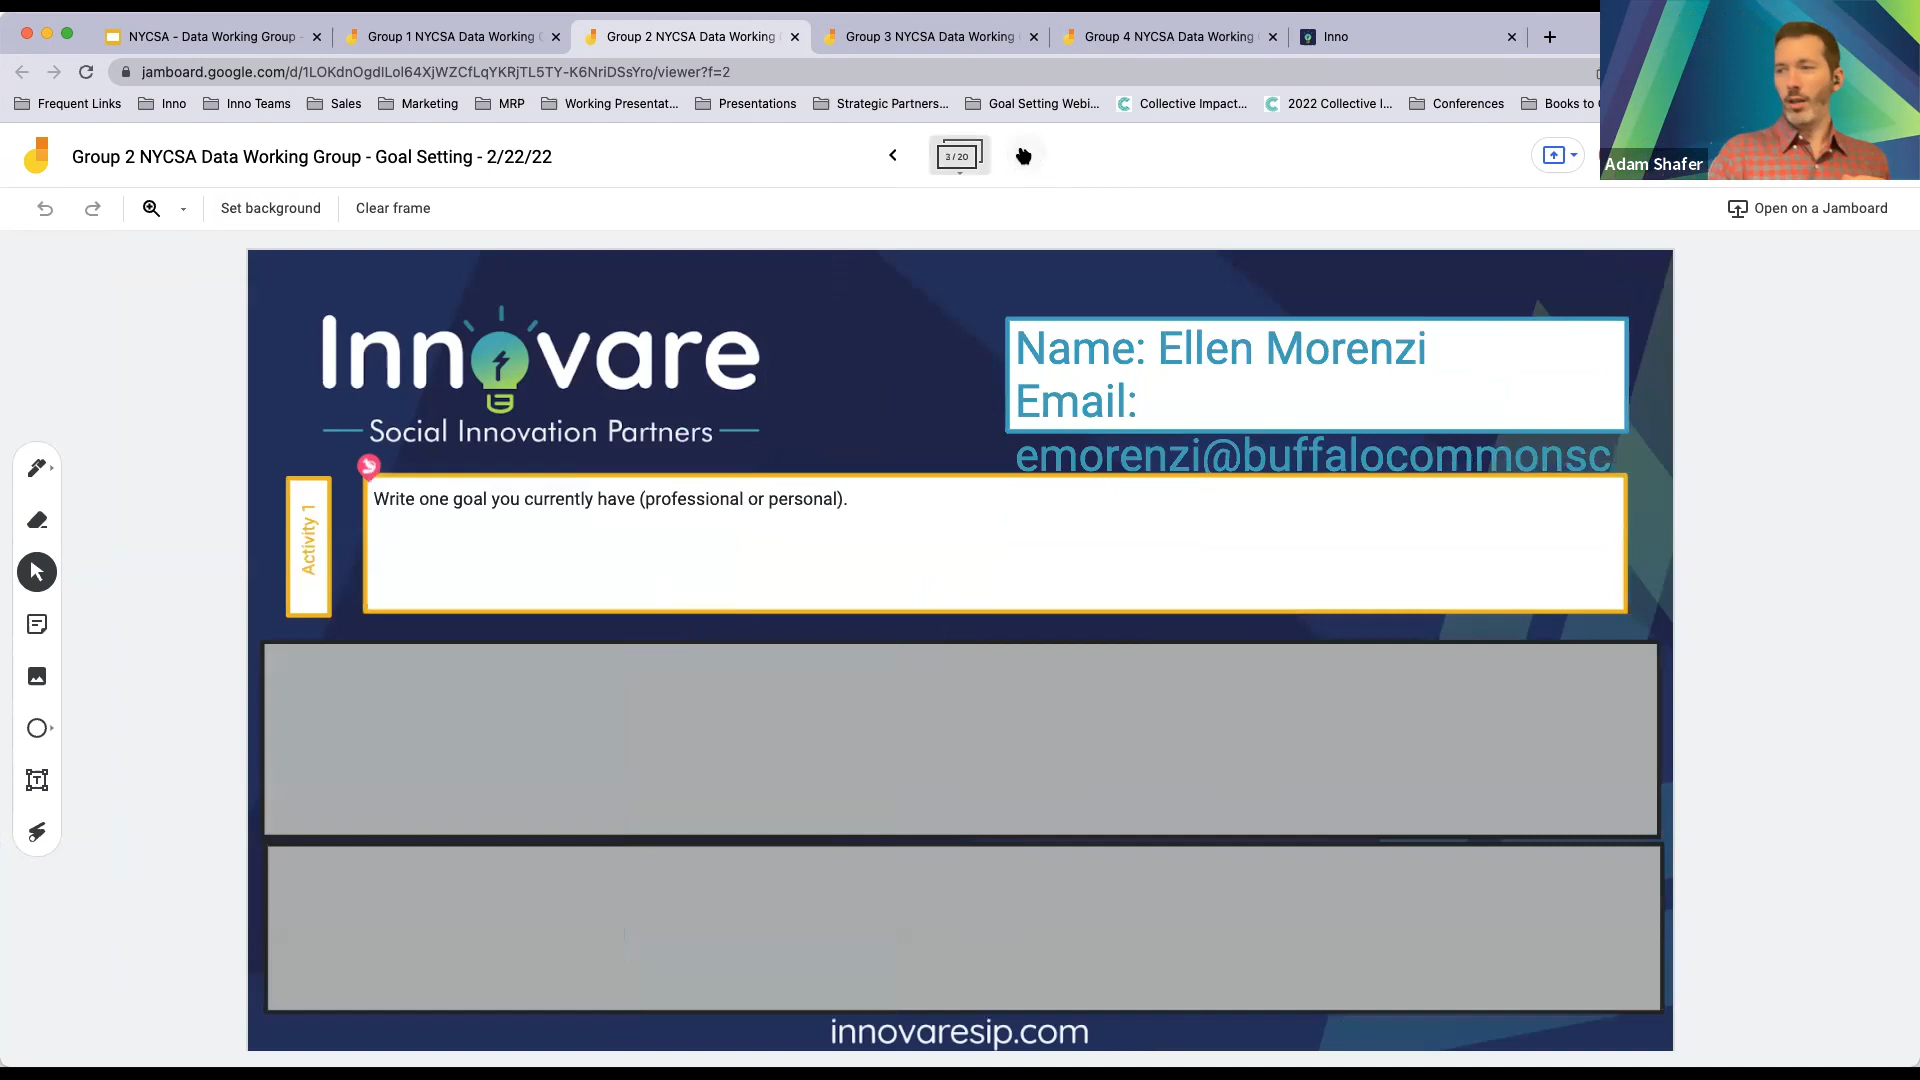 NYCSA - Data Working Group -
Group 1 NYCSA Data Working
Group 2 NYCSA Data Working
Group 3 NYCSA Data Working
Group 4 NYCSA Data Working
Inno
jamboard.google.com/d/1LOKdnOgdlLol64XjWZCfLqYKRjTL5TY-K6NriDSsYro/viewer?f=2
Frequent Links
Inno
Inno Teams
Sales
Marketing
MRP
Working Presentat...
Presentations
Strategic Partners...
Goal Setting Webi...
Collective Impact...
2022 Collective I...
Conferences
Books to
Adam Shafer
Group 2 NYCSA Data Working Group - Goal Setting - 2/22/22
3 / 20
Set background
Clear frame
Open on a Jamboard
Innovare
Social Innovation Partners
Name: Ellen Morenzi
Email:
emorenzi@buffalocommonsc
Activity 1
Write one goal you currently have (professional or personal).
innovaresip.com